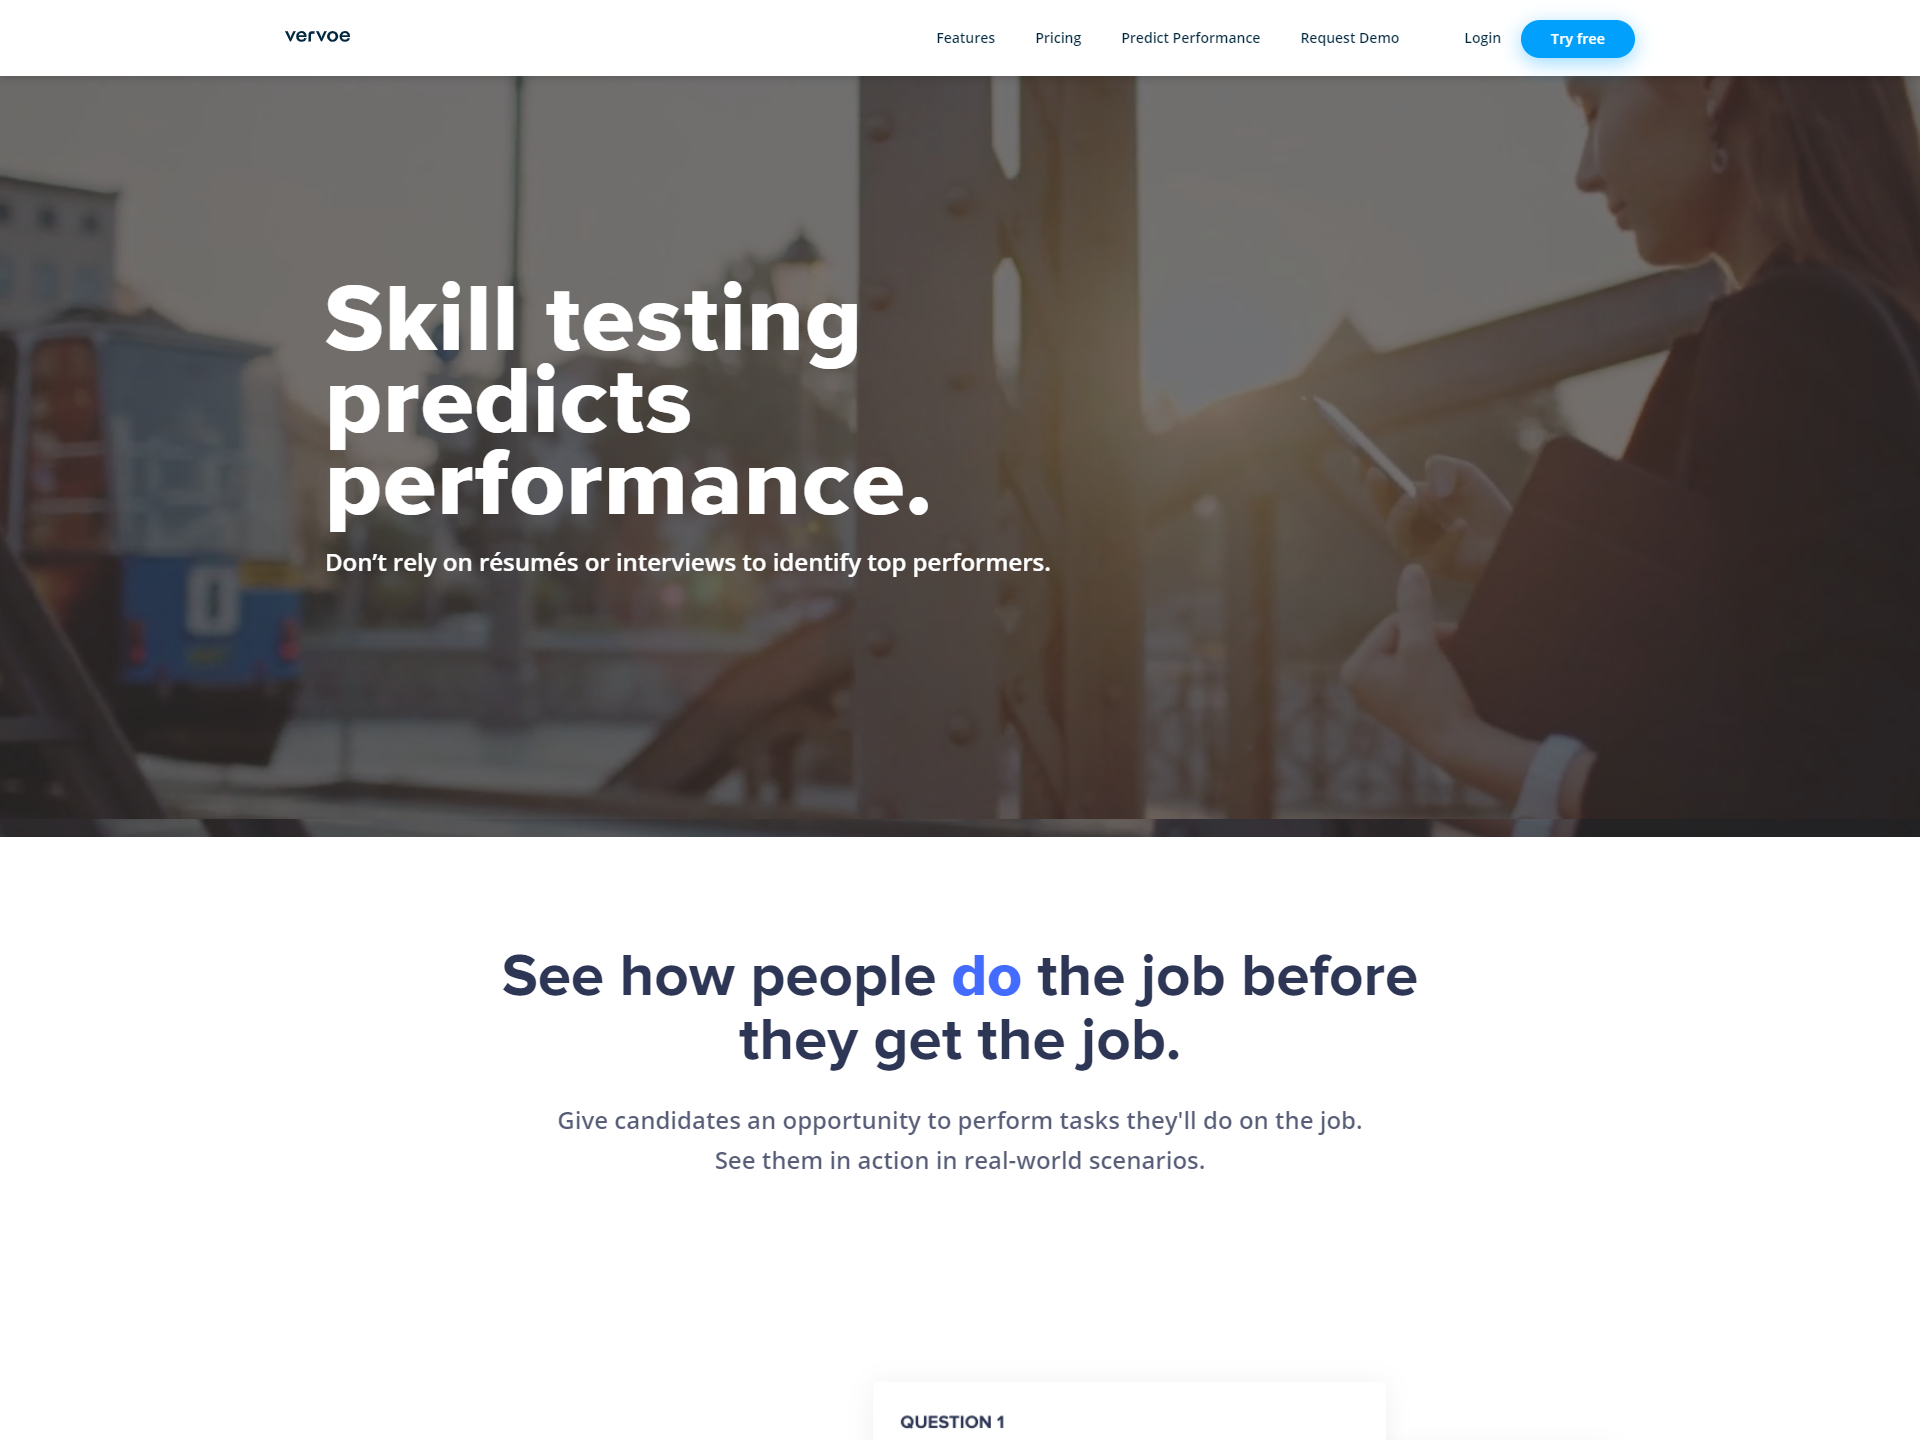 vervoe
Features
Pricing
Predict Performance
Request Demo
Login
Try free
Skill testing
predicts
performance.
Don’t rely on résumés or interviews to identify top performers.
See how people do the job before
they get the job.
Give candidates an opportunity to perform tasks they'll do on the job.
See them in action in real-world scenarios.
QUESTION 1